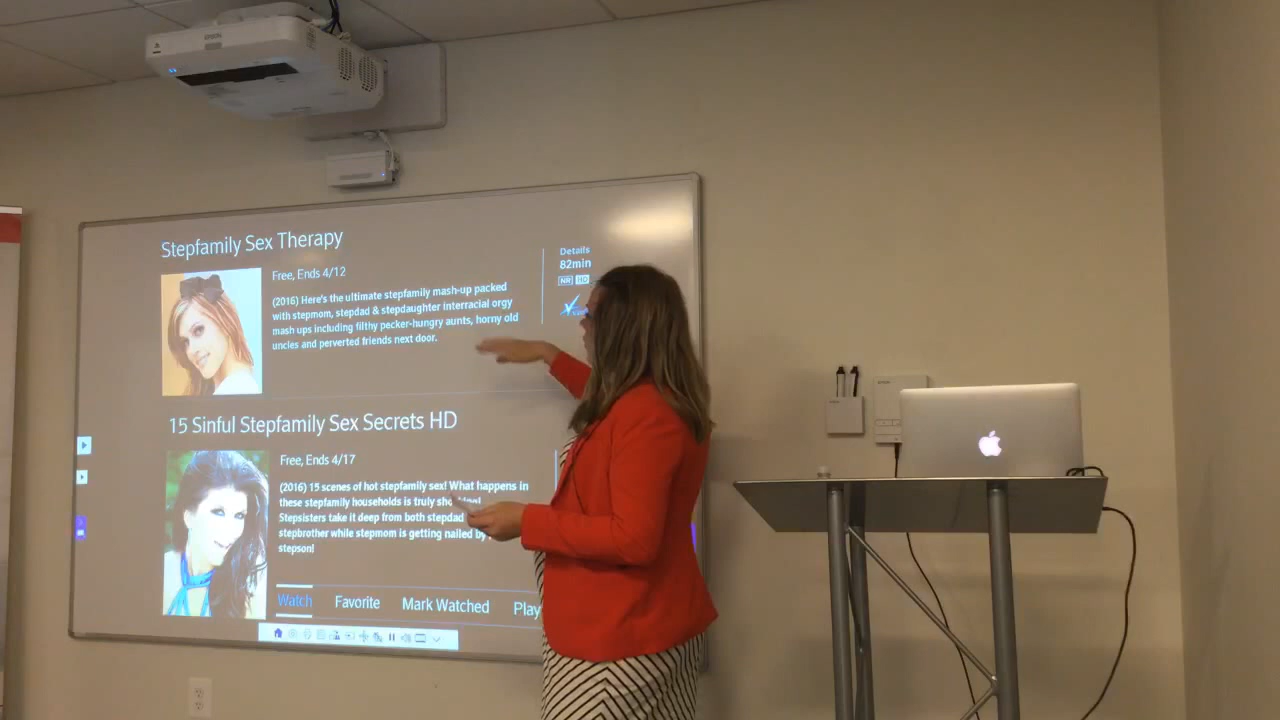 EPSON
Stepfamily Sex Therapy
Free, Ends 4/12
(2016) Here's the ultimate stepfamily mash-up packed
with stepmom, stepdad & stepdaughter interracial orgy
mash ups including filthy pecker-hungry aunts, horny old
uncles and perverted friends next door.
Details
82min
NR HD
15 Sinful Stepfamily Sex Secrets HD
Free, Ends 4/17
(2016) 15 scenes of hot stepfamily sex! What happens in
these stepfamily households is truly
Stepsisters take it deep from both stepdad
stepbrother while stepmom is getting nailed by
stepson!
Watch Favorite Mark Watched Play